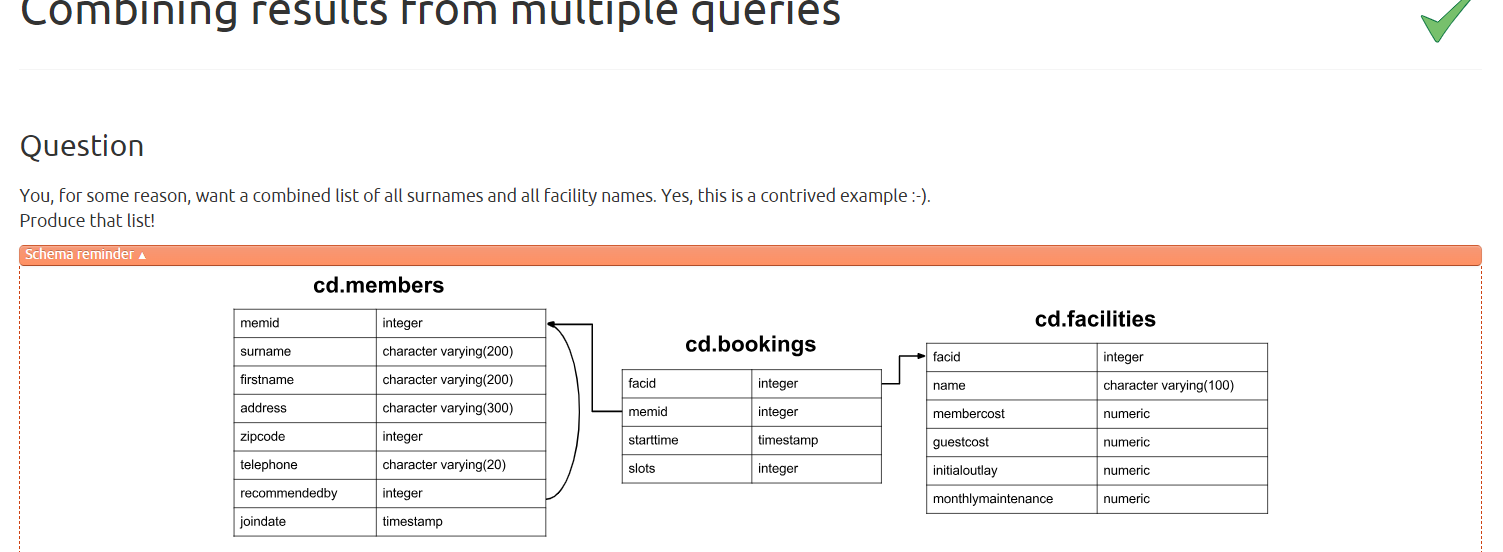 Combining results from multiple queries
Question
You, for some reason, want a combined list of all surnames and all facility names. Yes, this is a contrived example :-).
Produce that list!
Schema reminder ▲
cd.members
memid integer
surname character varying(200)
firstname character varying(200)
address character varying(300)
zipcode integer
telephone character varying(20)
recommendedby integer
joindate timestamp
cd.bookings
facid integer
memid integer
starttime timestamp
slots integer
cd.facilities
facid integer
name character varying(100)
membercost numeric
guestcost numeric
initialoutlay numeric
monthlymaintenance numeric